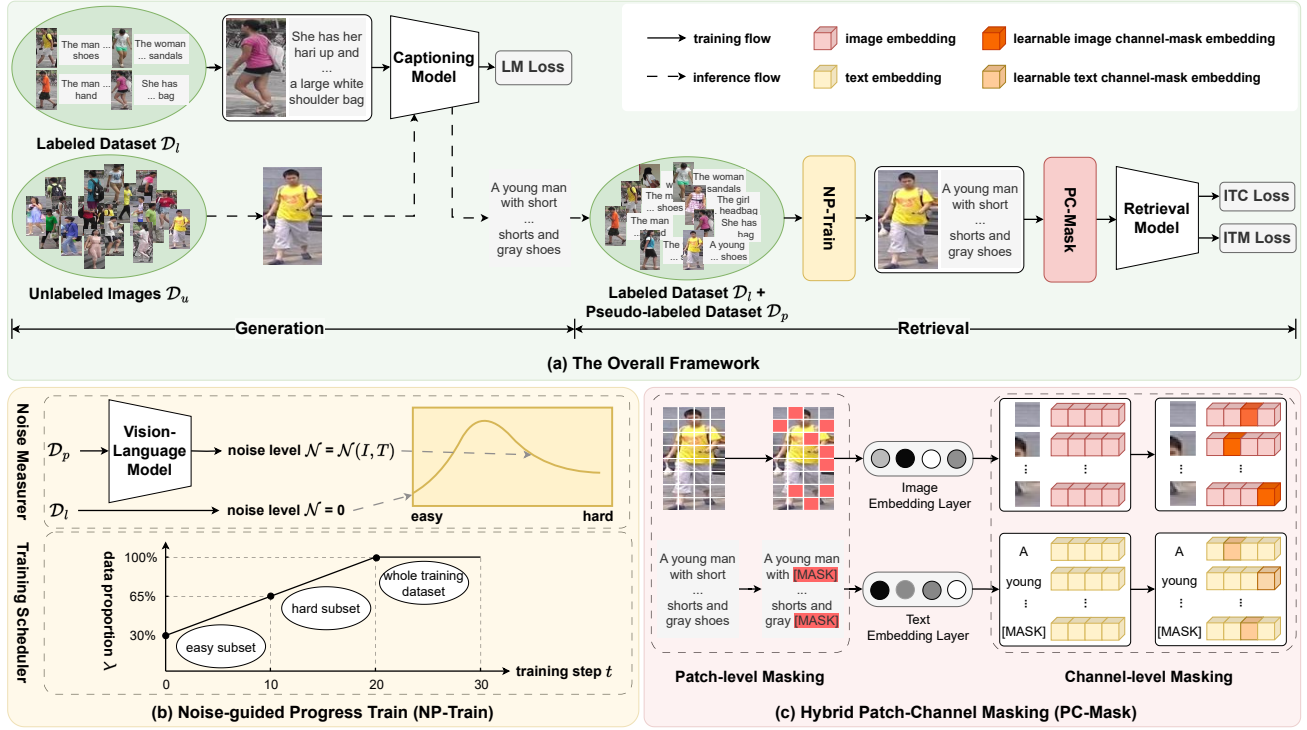 The man ...
shoes
The woman
... sandals
The man ...
hand
She has
... bag
Labeled Dataset 𝒟ₗ
She has her
hari up and
...
a large white
shoulder bag
Captioning
Model
LM Loss
training flow
inference flow
image embedding
text embedding
learnable image channel-mask embedding
learnable text channel-mask embedding
Unlabeled Images 𝒟ᵤ
A young man
with short
...
shorts and
gray shoes
The woman
sandals
The m
... shoes
The girl
headbag
The man
She has
bag
A young
... shoes
Labeled Dataset 𝒟ₗ +
Pseudo-labeled Dataset 𝒟ₚ
NP-Train
A young man
with short
...
shorts and
gray shoes
PC-Mask
Retrieval
Model
ITC Loss
ITM Loss
Generation
Retrieval
(a) The Overall Framework
Noise Measurer
𝒟ₚ
Vision-
Language
Model
noise level 𝒩 = 𝒩(I, T)
𝒟ₗ
noise level 𝒩 = 0
easy
hard
Training Scheduler
data proportion λ
100%
65%
30%
easy subset
hard subset
whole training
dataset
0
10
20
30
training step t
(b) Noise-guided Progress Train (NP-Train)
A young man
with short
...
shorts and
gray shoes
A young man
with [MASK]
...
shorts and
gray [MASK]
Patch-level Masking
Image
Embedding Layer
Text
Embedding Layer
...
...
A
young
...
[MASK]
A
young
...
[MASK]
Channel-level Masking
(c) Hybrid Patch-Channel Masking (PC-Mask)